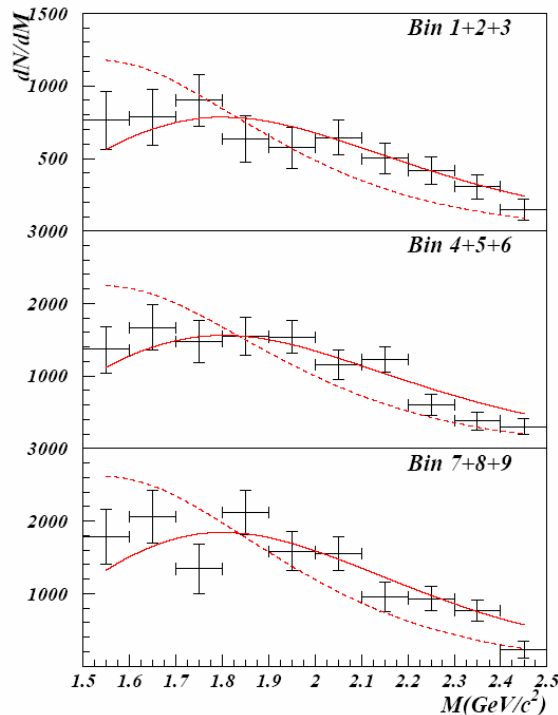 dN/dM
1500
Bin 1+2+3
1000
500
3000
Bin 4+5+6
2000
1000
3000
Bin 7+8+9
2000
1000
1.5 1.6 1.7 1.8 1.9 2 2.1 2.2 2.3 2.4 2.5
M(GeV/c²)